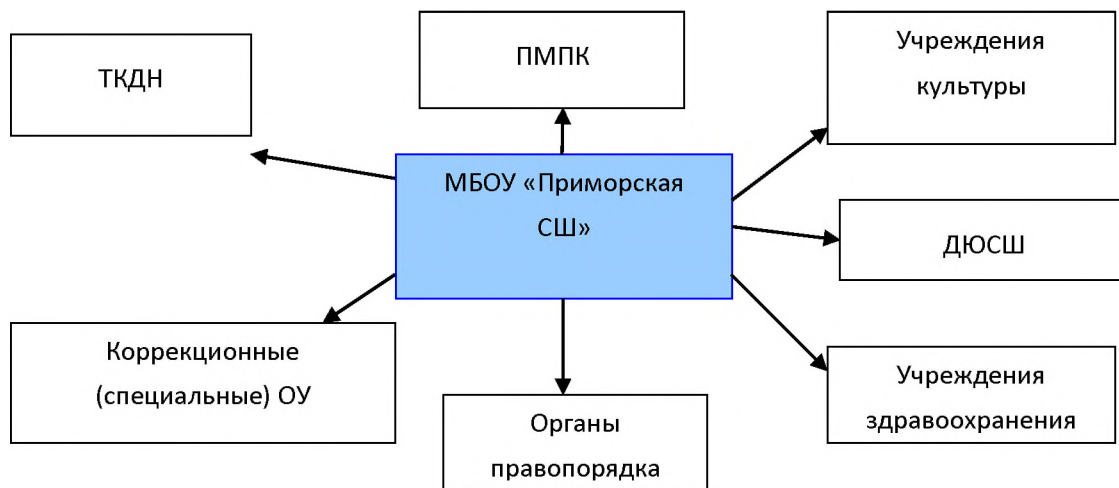 ТКДН
ПМПК
Учреждения
культуры
МБОУ «Приморская
СШ»
ДЮСШ
Коррекционные
(специальные) ОУ
Органы
правопорядка
Учреждения
здравоохранения